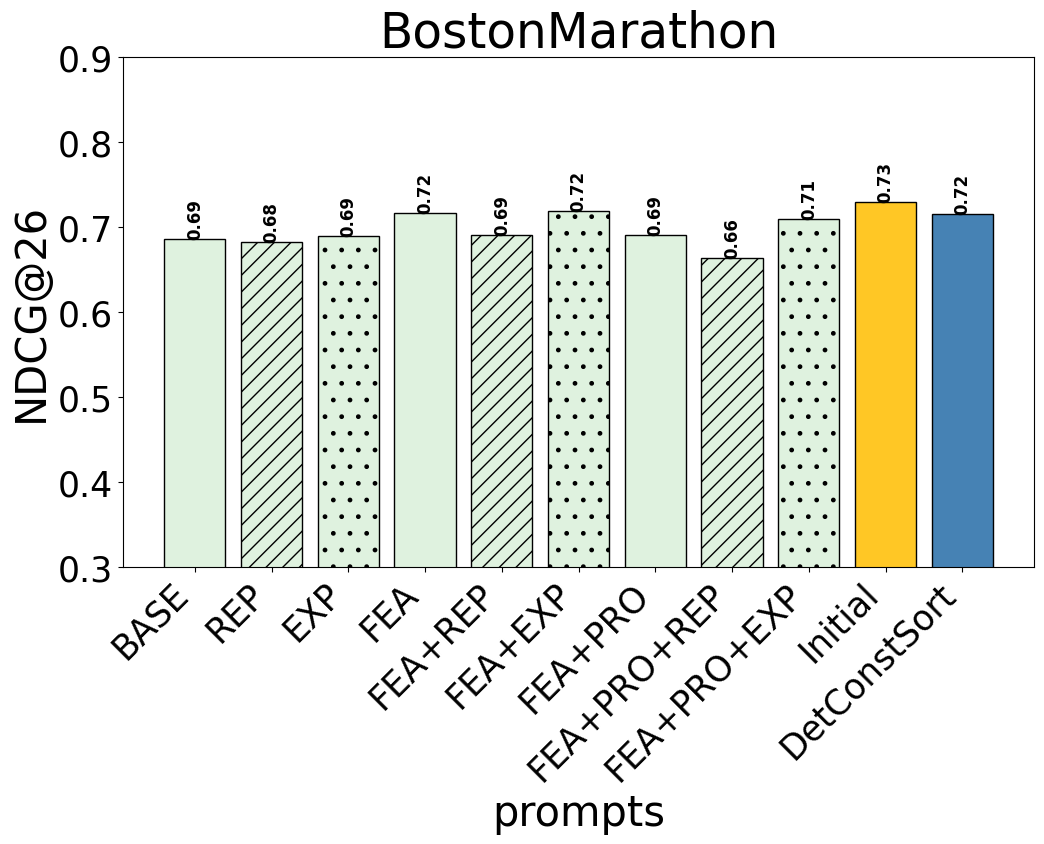 BostonMarathon
NDCG@26
0.9
0.8
0.7
0.6
0.5
0.4
0.3
0.69
0.68
0.69
0.72
0.69
0.72
0.69
0.66
0.71
0.73
0.72
BASE
REP
EXP
FEA
FEA+REP
FEA+EXP
FEA+PRO
FEA+PRO+REP
FEA+PRO+EXP
Initial
DetConstSort
prompts